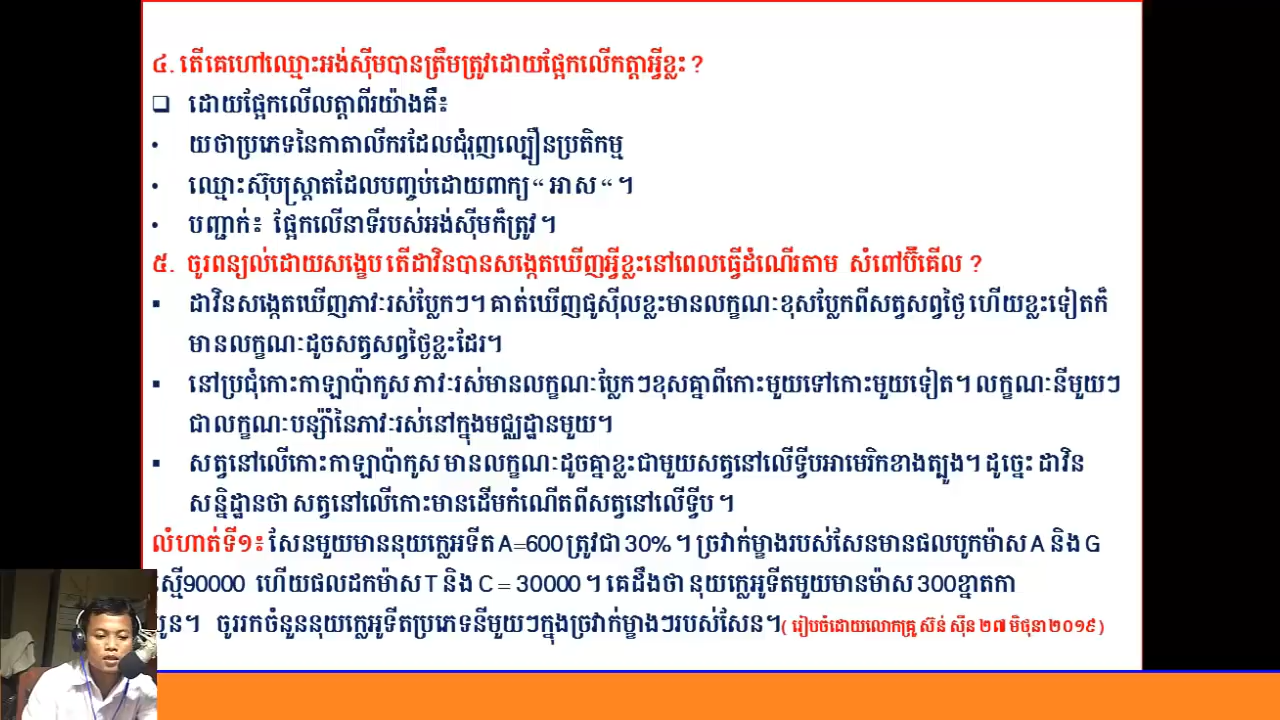 ៤. តើគេហៅឈ្មោះអង់ស៊ីមបានត្រឹមត្រូវដោយផ្អែកលើកត្តាអ្វីខ្លះ ?
❑ ដោយផ្អែកលើលត្តាពីរយ៉ាងគឺ៖
• យថាប្រភេទនៃកាតាលីករដែលជុំរុញល្បឿនប្រតិកម្ម
• ឈ្មោះស៊ុបស្ត្រាតដែលបញ្ចប់ដោយពាក្យ“ អាស “ ។
• បញ្ជាក់៖ ផ្អែកលើនាទីរបស់អង់ស៊ីមក៏ត្រូវ ។
៥. ចូរពន្យល់ដោយសង្ខេប តើដាវិនបានសង្កេតឃើញអ្វីខ្លះនៅពេលធ្វើដំណើរតាម សំពៅប៊ីគើល ?
▪ ដាវិនសង្កេតឃើញភាវៈរស់ប្លែកៗ។ គាត់ឃើញផូស៊ីលខ្លះមានលក្ខណៈខុសប្លែកពីសត្វសព្វថ្ងៃ ហើយខ្លះទៀតក៏
មានលក្ខណៈដូចសត្វសព្វថ្ងៃខ្លះដែរ។
▪ នៅប្រជុំកោះកាឡាប៉ាកូស ភាវៈរស់មានលក្ខណៈប្លែកៗខុសគ្នាពីកោះមួយទៅកោះមួយទៀត។ លក្ខណៈនីមួយៗ
ជាលក្ខណៈបន្ស៊ាំនៃភាវៈរស់នៅក្នុងមជ្ឈដ្ឋានមួយ។
▪ សត្វនៅលើកោះកាឡាប៉ាកូស មានលក្ខណៈដូចគ្នាខ្លះជាមួយសត្វនៅលើទ្វីបអាមេរិកខាងត្បូង។ ដូច្នេះ ដាវិន
សន្និដ្ឋានថា សត្វនៅលើកោះមានដើមកំណើតពីសត្វនៅលើទ្វីប ។
លំហាត់ទី១៖ សែនមួយមាននុយក្លេអទីត A=600 ត្រូវជា 30% ។ ច្រវាក់ម្ខាងរបស់សែនមានផលបូកម៉ាស A និង G
ស្មើ90000 ហើយផលដកម៉ាស T និង C = 30000 ។ គេដឹងថា នុយក្លេអូទីតមួយមានម៉ាស 300ខ្នាតកា
បូន។ ចូររកចំនួននុយក្លេអូទីតប្រភេទនីមួយៗក្នុងច្រវាក់ម្ខាងៗរបស់សែន។( រៀបចំដោយលោកគ្រូ ស៊ន់ ស៊ីន ២៧ មិថុនា ២០១៩ )